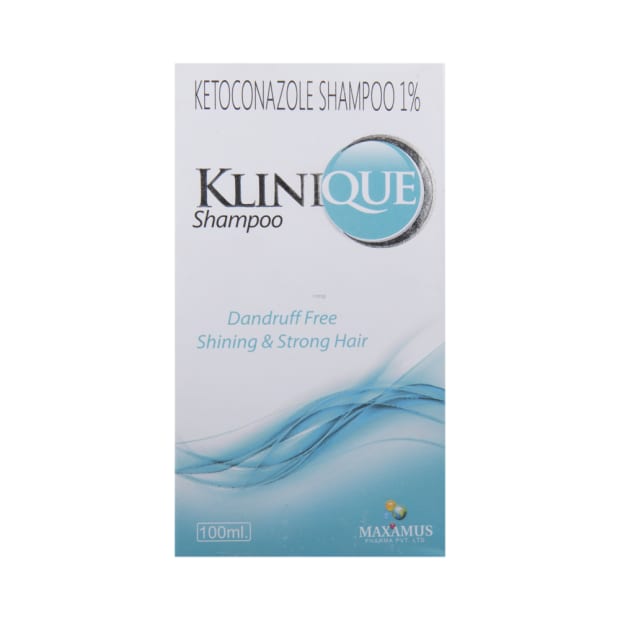 KETOCONAZOLE SHAMPOO 1%
KLINIQUE
Shampoo
Dandruff Free
Shining & Strong Hair
100ml.
MAXAMUS
PHARMA PVT. LTD